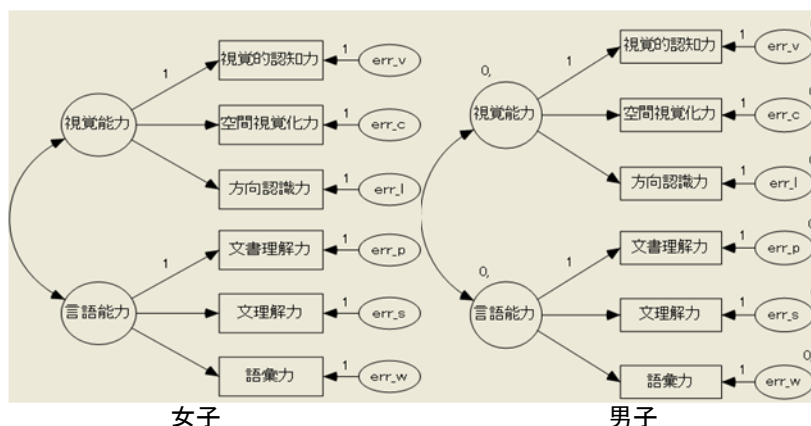 視覚的認知力
1
1
err_v
視覚能力
空間視覚化力
1
err_c
方向認識力
1
err_l
文書理解力
1
1
err_p
言語能力
文理解力
1
err_s
語彙力
1
err_w
女子
視覚的認知力
1
1
err_v
0,
視覚能力
空間視覚化力
1
err_c
方向認識力
1
err_l
文書理解力
1
1
err_p
0,
言語能力
文理解力
1
err_s
語彙力
1
err_w
0
男子